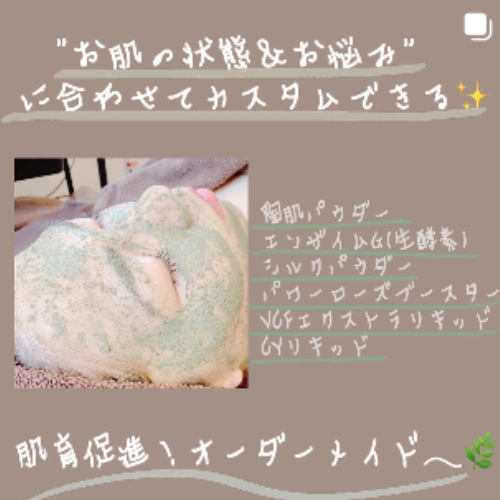 "お肌の状態&お悩み"
に合わせてカスタムできる✨
陶肌パウダー
エンザイムG(生酵素)
シルクパウダー
パワーローズブースター
VCFエクストラリキッド
CYリキッド
肌育促進!オーダーメイド〜🌿